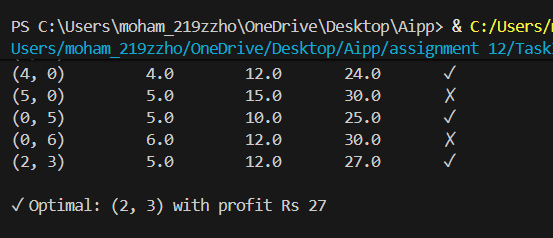 PS C:\Users\moham_219zzho\OneDrive\Desktop\Aipp> & C:/Users/
Users/moham_219zzho/OneDrive/Desktop/Aipp/assignment 12/Task
(4, 0) 4.0 12.0 24.0 ✓
(5, 0) 5.0 15.0 30.0 ✗
(0, 5) 5.0 10.0 25.0 ✓
(0, 6) 6.0 12.0 30.0 ✗
(2, 3) 5.0 12.0 27.0 ✓
✓ Optimal: (2, 3) with profit Rs 27